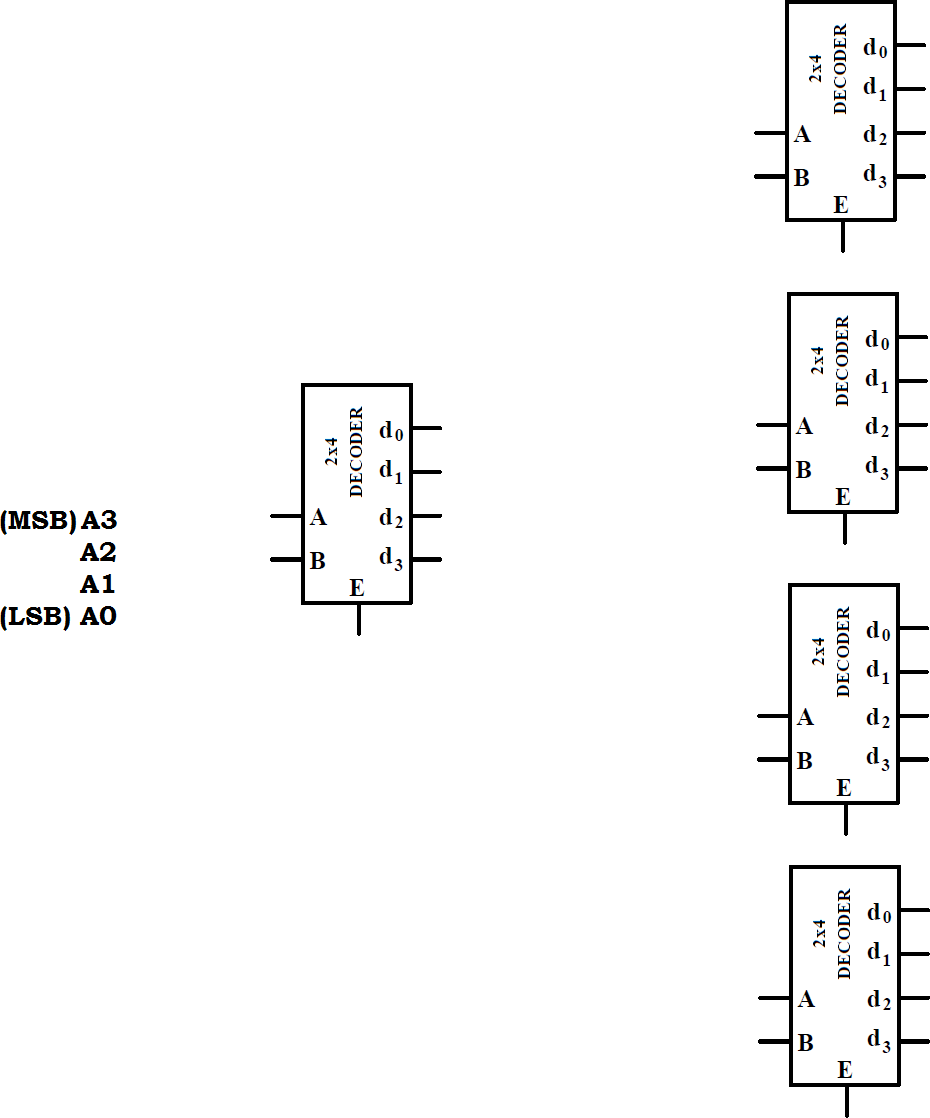 2x4
DECODER
d0
d1
A d2
B d3
E
2x4
DECODER
d0
d1
A d2
B d3
E
2x4
DECODER
d0
d1
A d2
B d3
E
(MSB) A3
A2
A1
(LSB) A0
2x4
DECODER
d0
d1
A d2
B d3
E
2x4
DECODER
d0
d1
A d2
B d3
E